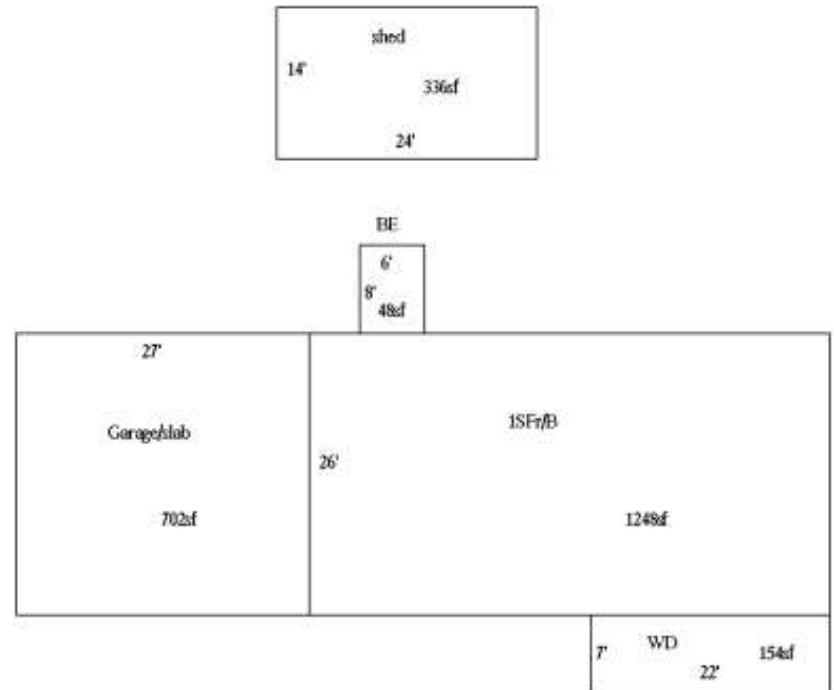 shed
14'
336sf
24'
BE
6'
8'
48sf
27'
Garage/slab
702sf
1SFr/B
26'
1248sf
7'
WD
154sf
22'